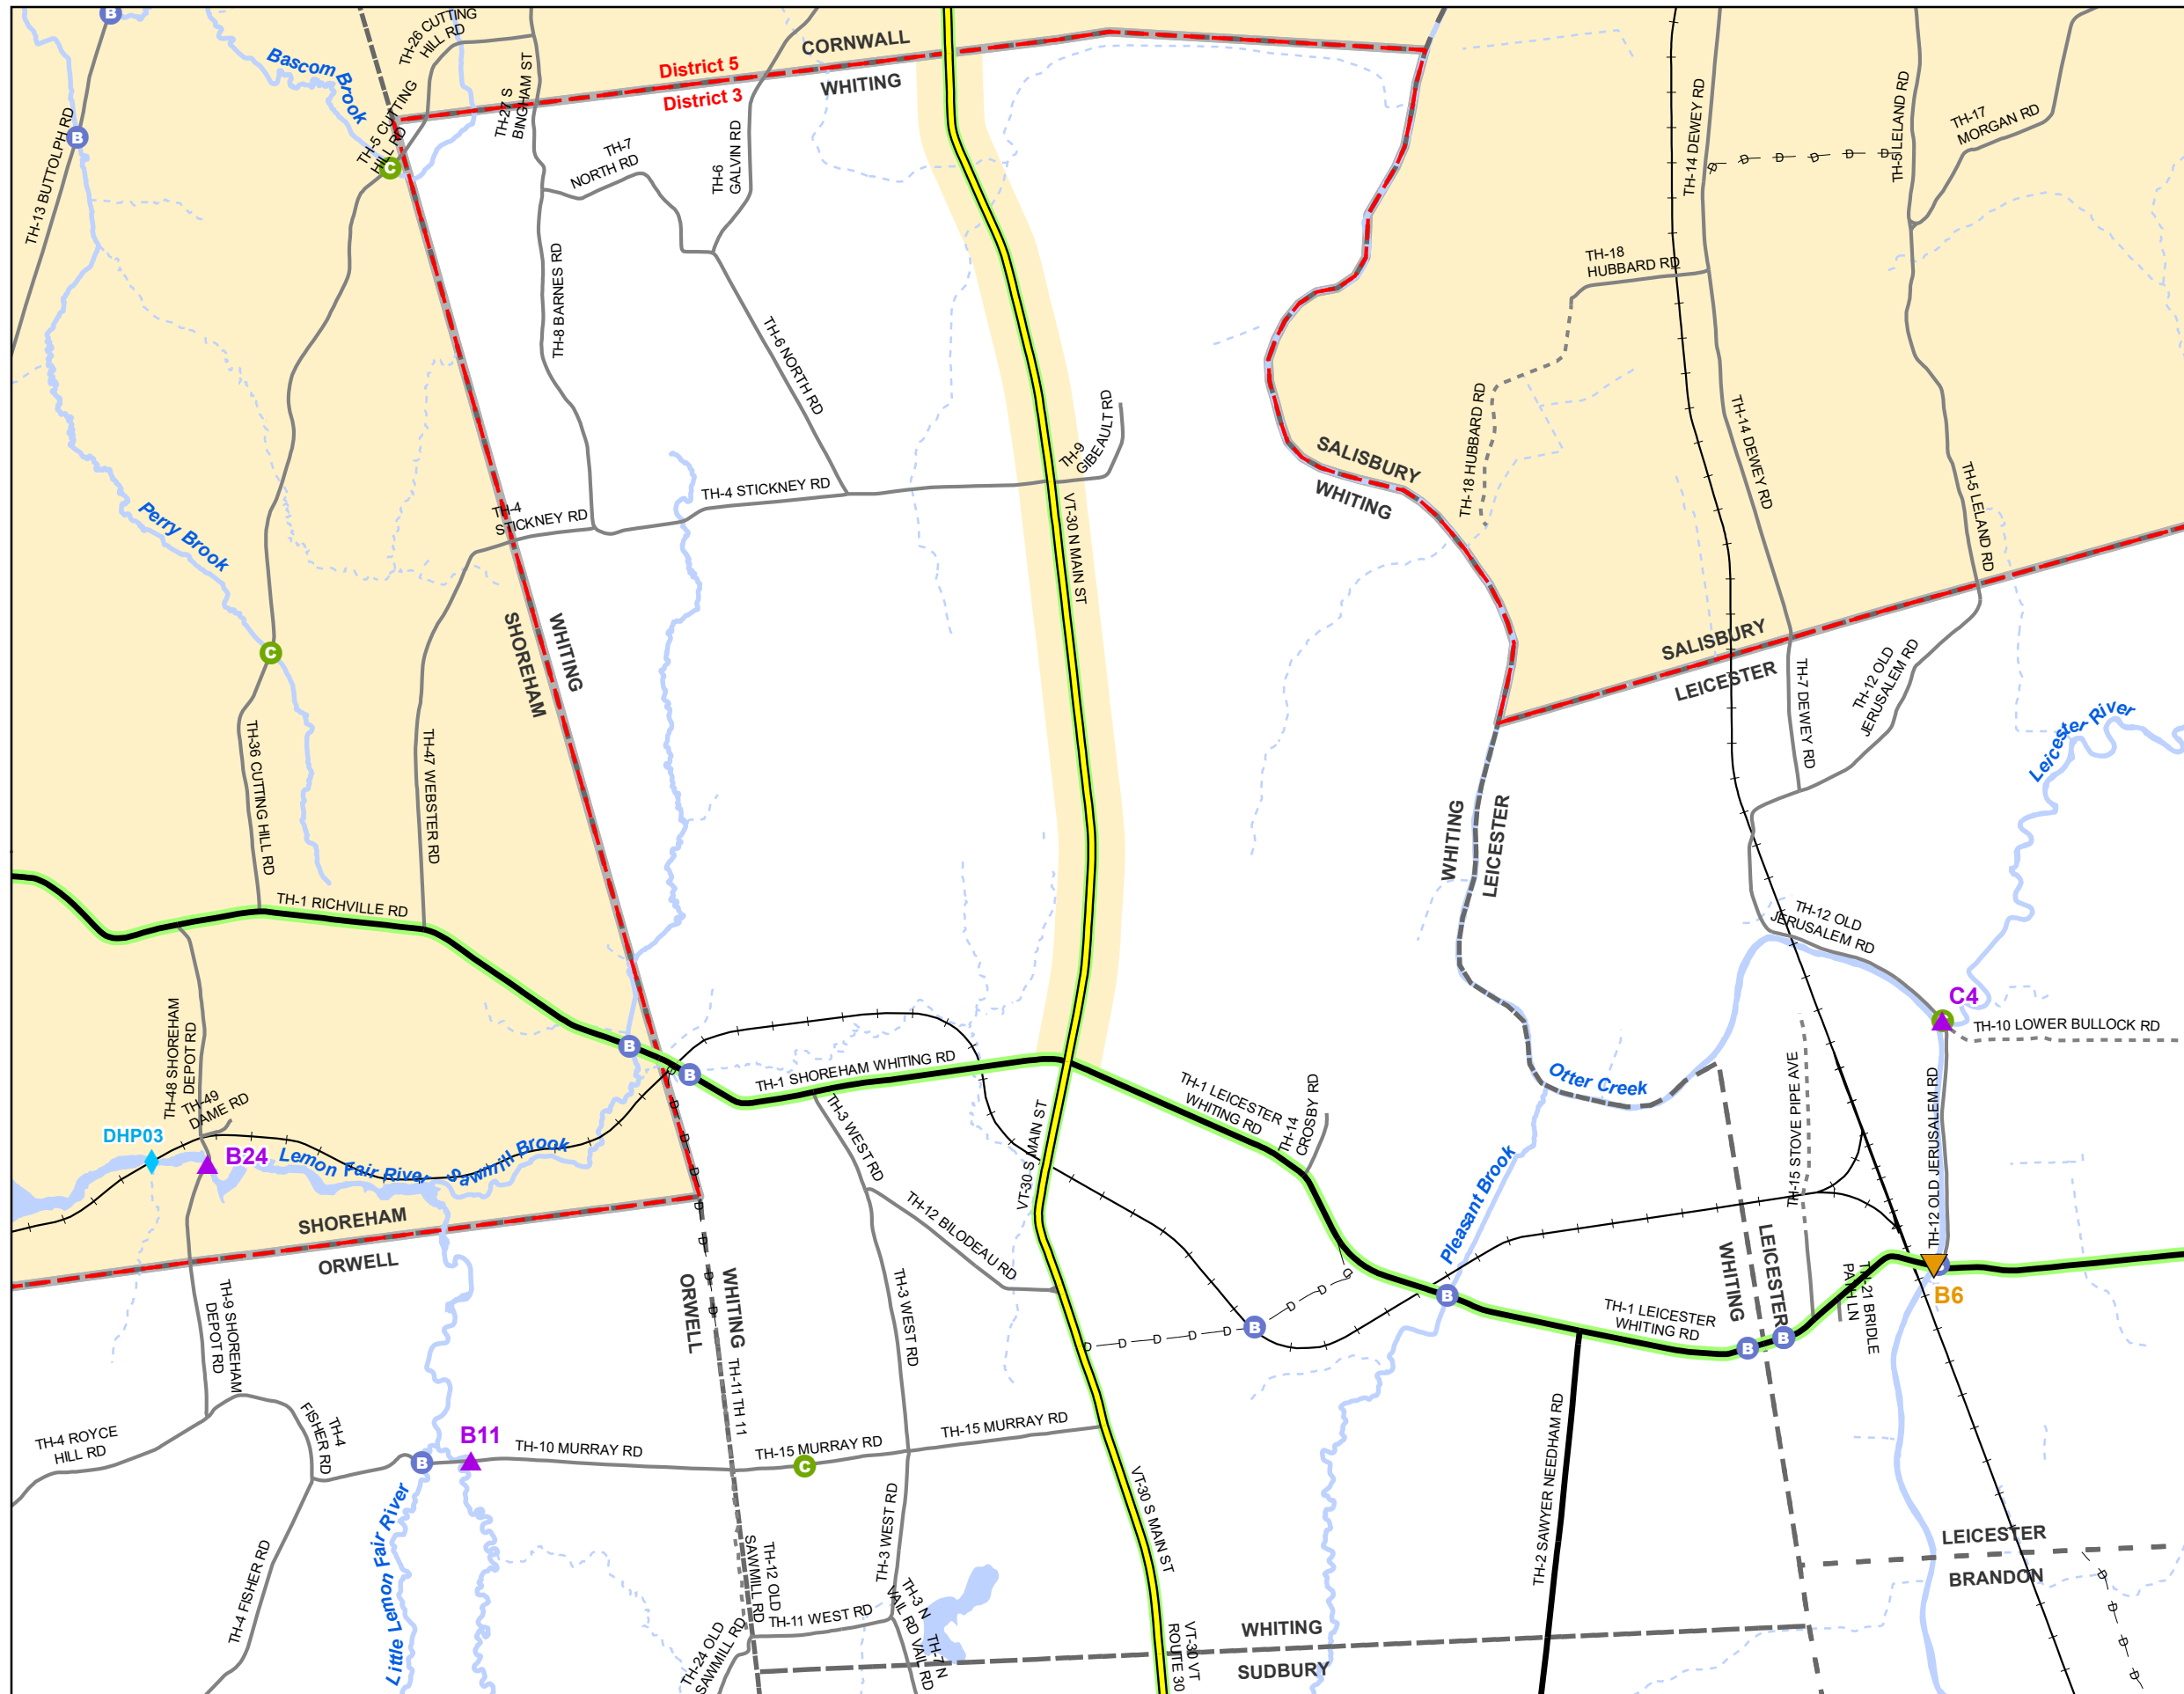 B
TH-26 CUTTING
HILL RD
Bascom
Brook
CORNWALL
WHITING
District 5
District 3
TH-27 S
BINGHAM ST
TH-5 CUTTING
HILL RD
C
TH-13 BUTTOLPH RD
B
TH-7
NORTH RD
TH-6
GALVIN RD
TH-14 DEWEY RD
D D D D D D
TH-5 LELAND RD
TH-17
MORGAN RD
TH-18
HUBBARD RD
TH-8 BARNES RD
TH-6 NORTH RD
TH-9
GIBEAULT RD
SALISBURY
WHITING
TH-18 HUBBARD RD
TH-14 DEWEY RD
TH-5 LELAND RD
TH-4
STICKNEY RD
TH-4 STICKNEY RD
VT-30 N MAIN ST
Perry Brook
C
WHITING
SHOREHAM
SALISBURY
LEICESTER
TH-7 DEWEY RD
TH-12 OLD
JERUSALEM RD
Leicester River
TH-36 CUTTING HILL RD
TH-47 WEBSTER RD
WHITING
LEICESTER
TH-1 RICHVILLE RD
TH-12 OLD
JERUSALEM RD
C4
C
TH-10 LOWER BULLOCK RD
TH-48 SHOREHAM
DEPOT RD
TH-49
DAME RD
B
B
TH-1 SHOREHAM WHITING RD
TH-1 LEICESTER
WHITING RD
TH-14
CROSBY RD
Otter Creek
TH-15 STOVE PIPE AVE
TH-12 OLD JERUSALEM RD
DHP03
B24
Lemon Fair River
Sawmill Brook
D D D D D D D D
TH-3 WEST RD
VT-30 S MAIN ST
TH-12 BILODEAU RD
Pleasant Brook
SHOREHAM
ORWELL
WHITING
ORWELL
WHITING
LEICESTER
TH-21 BRIDLE
PATH LN
B6
TH-9 SHOREHAM
DEPOT RD
TH-3 WEST RD
D D D D D
B
D D D
B
TH-1 LEICESTER
WHITING RD
B
B
TH-11 TH 11
TH-4 ROYCE
HILL RD
TH-4
FISHER RD
B
B11
TH-10 MURRAY RD
TH-15 MURRAY RD
C
TH-15 MURRAY RD
VT-30 S MAIN ST
TH-2 SAWYER NEEDHAM RD
Little Lemon Fair River
TH-4 FISHER RD
TH-12 OLD
SAWMILL RD
TH-3 WEST RD
LEICESTER
BRANDON
D D D D
TH-24 OLD
SAWMILL RD
TH-11 WEST RD
TH-3 N
VAIL RD
TH-7 N
VAIL RD
VT-30 VT
ROUTE 30
WHITING
SUDBURY